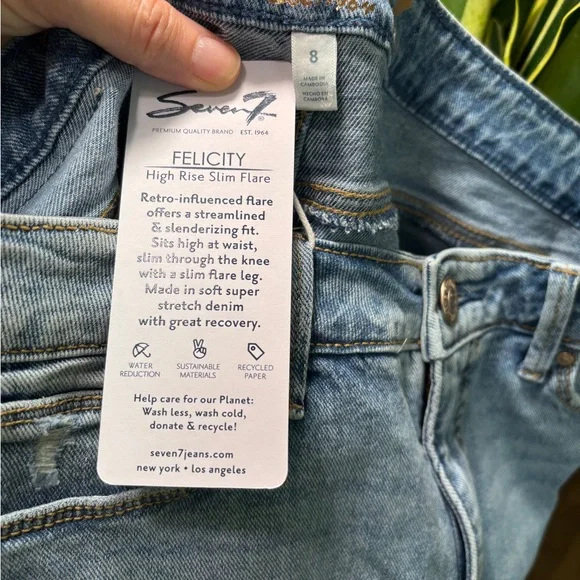 8
MADE IN
CAMBODIA
HECHO EN
CAMBOYA
Seven7®
PREMIUM QUALITY BRAND EST. 1964
FELICITY
High Rise Slim Flare
Retro-influenced flare
offers a streamlined
& slenderizing fit.
Sits high at waist,
slim through the knee
with a slim flare leg.
Made in soft super
stretch denim
with great recovery.
WATER
REDUCTION
SUSTAINABLE
MATERIALS
RECYCLED
PAPER
Help care for our Planet:
Wash less, wash cold,
donate & recycle!
seven7jeans.com
new york • los angeles